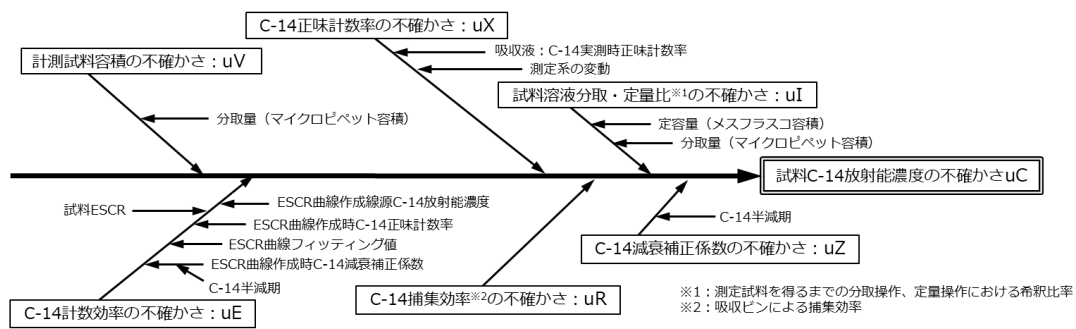 C-14正味計数率の不確かさ：uX
吸収液：C-14実測時正味計数率
測定系の変動
計測試料容積の不確かさ：uV
分取量（マイクロピペット容積）
試料溶液分取・定量比※1の不確かさ：uI
定容量（メスフラスコ容積）
分取量（マイクロピペット容積）
試料C-14放射能濃度の不確かさuC
試料ESCR
ESCR曲線作成線源C-14放射能濃度
ESCR曲線作成時C-14正味計数率
ESCR曲線フィッティング値
ESCR曲線作成時C-14減衰補正係数
C-14半減期
C-14計数効率の不確かさ：uE
C-14捕集効率※2の不確かさ：uR
C-14半減期
C-14減衰補正係数の不確かさ：uZ
※1：測定試料を得るまでの分取操作、定量操作における希釈比率
※2：吸収ビンによる捕集効率